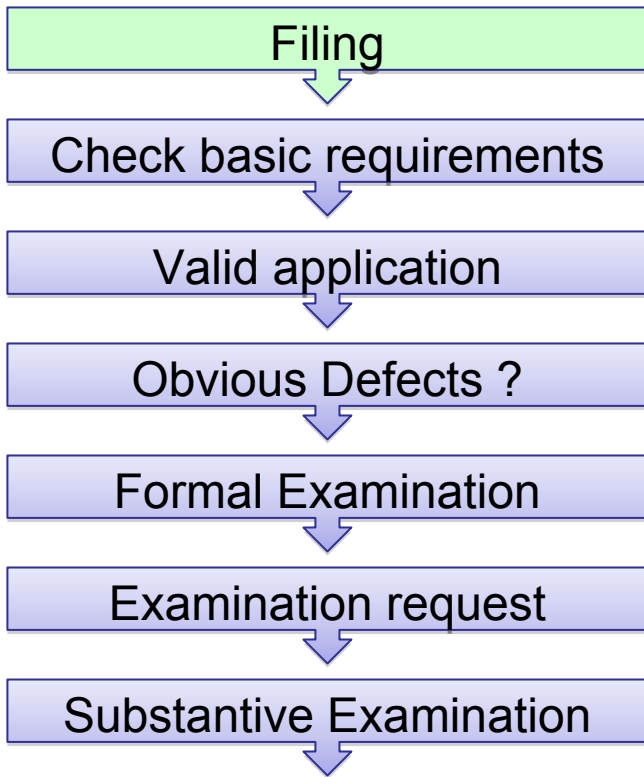 Filing
Check basic requirements
Valid application
Obvious Defects ?
Formal Examination
Examination request
Substantive Examination